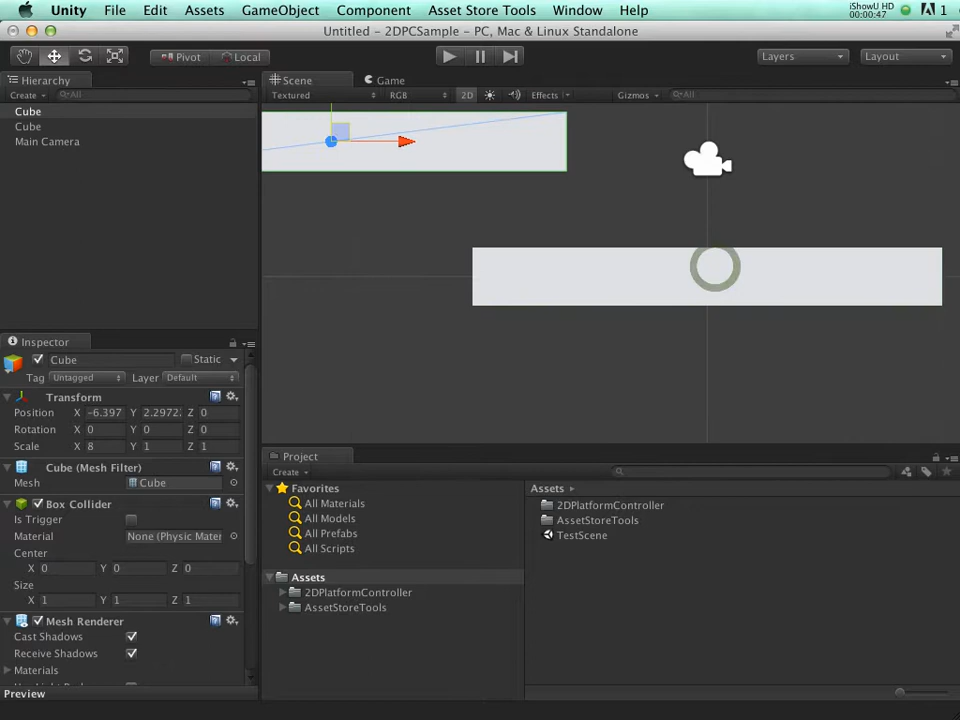 Unity File Edit Assets GameObject Component Asset Store Tools Window Help iShowU HD 00:00:47 1
Untitled - 2DPCSample - PC, Mac & Linux Standalone
Pivot Local Layers Layout
Hierarchy Scene Game
Create All Textured RGB 2D Effects Gizmos All
Cube
Cube
Main Camera
Inspector
Cube Static
Tag Untagged Layer Default
Transform
Position X -6.397 Y 2.2972 Z 0
Rotation X 0 Y 0 Z 0
Scale X 8 Y 1 Z 1
Cube (Mesh Filter)
Mesh Cube
Box Collider
Is Trigger
Material None (Physic Mater
Center
X 0 Y 0 Z 0
Size
X 1 Y 1 Z 1
Mesh Renderer
Cast Shadows
Receive Shadows
Materials
Preview
Project
Create
Favorites
All Materials
All Models
All Prefabs
All Scripts
Assets
2DPlatformController
AssetStoreTools
Assets
2DPlatformController
AssetStoreTools
TestScene